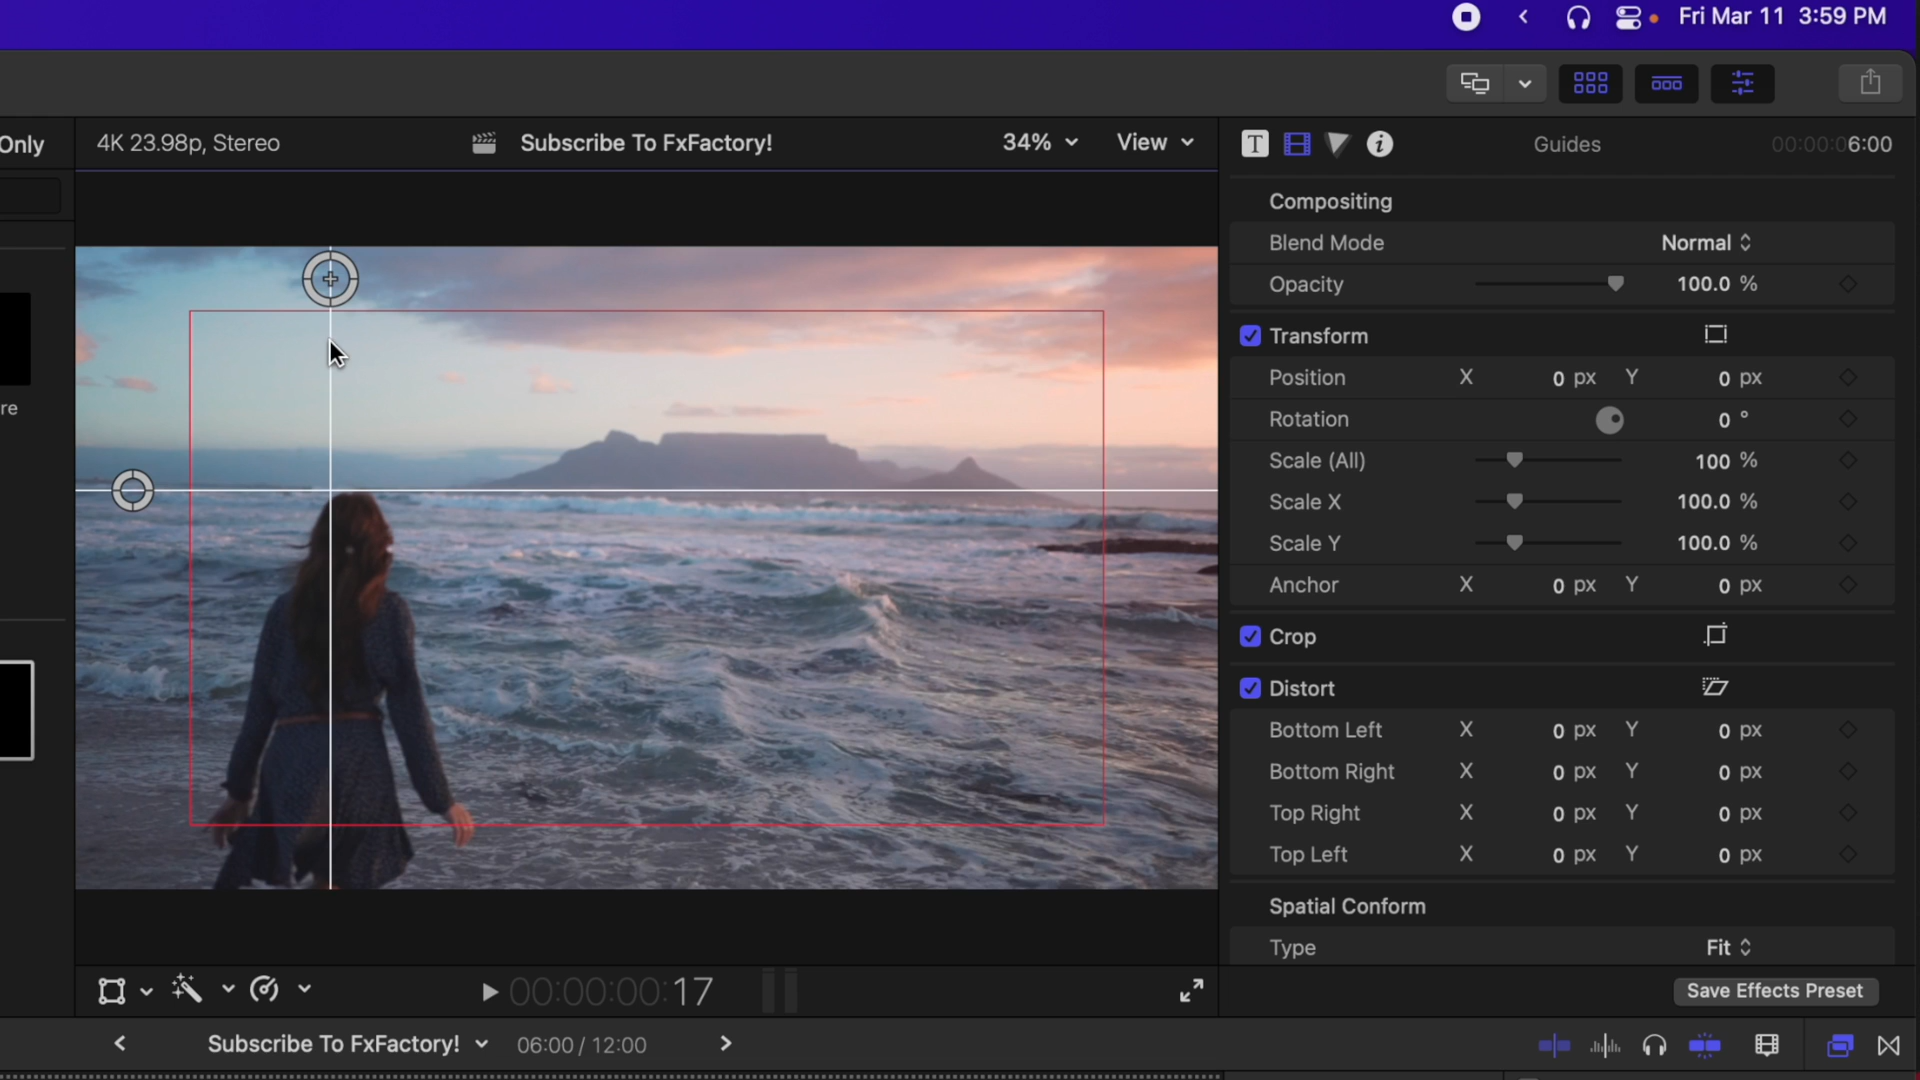 Fri Mar 11 3:59 PM
Only
4K 23.98p, Stereo
Subscribe To FxFactory!
34%
View
T
i
Guides
00:00:06:00
Compositing
Blend Mode Normal
Opacity 100.0 %
Transform
Position X 0 px Y 0 px
Rotation 0 °
Scale (All) 100 %
Scale X 100.0 %
Scale Y 100.0 %
Anchor X 0 px Y 0 px
Crop
Distort
Bottom Left X 0 px Y 0 px
Bottom Right X 0 px Y 0 px
Top Right X 0 px Y 0 px
Top Left X 0 px Y 0 px
Spatial Conform
Type Fit
re
00:00:00:17
Save Effects Preset
Subscribe To FxFactory! 06:00 / 12:00